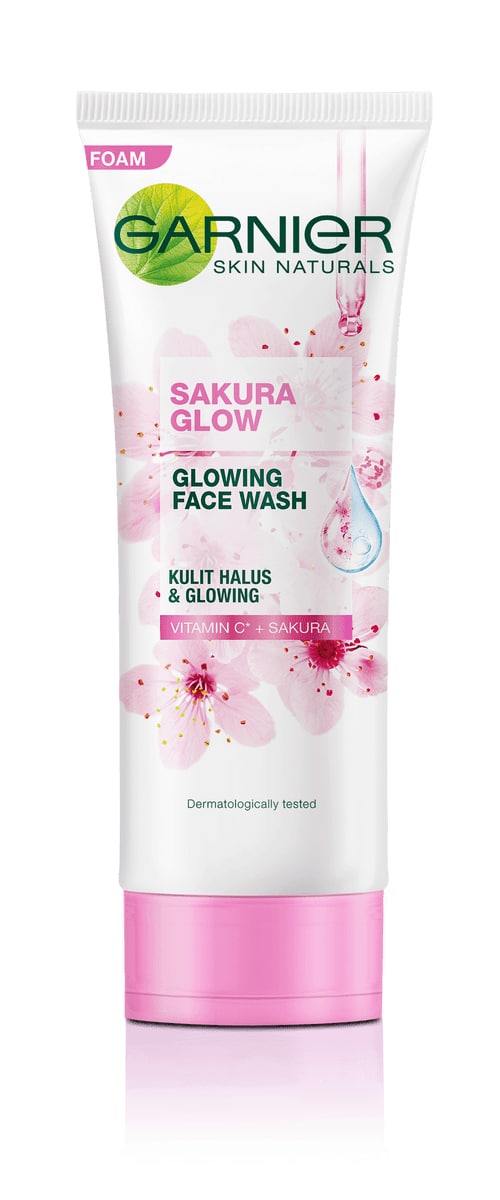 FOAM
GARNIER
SKIN NATURALS
SAKURA
GLOW
GLOWING
FACE WASH
KULIT HALUS
& GLOWING
VITAMIN C* + SAKURA
Dermatologically tested